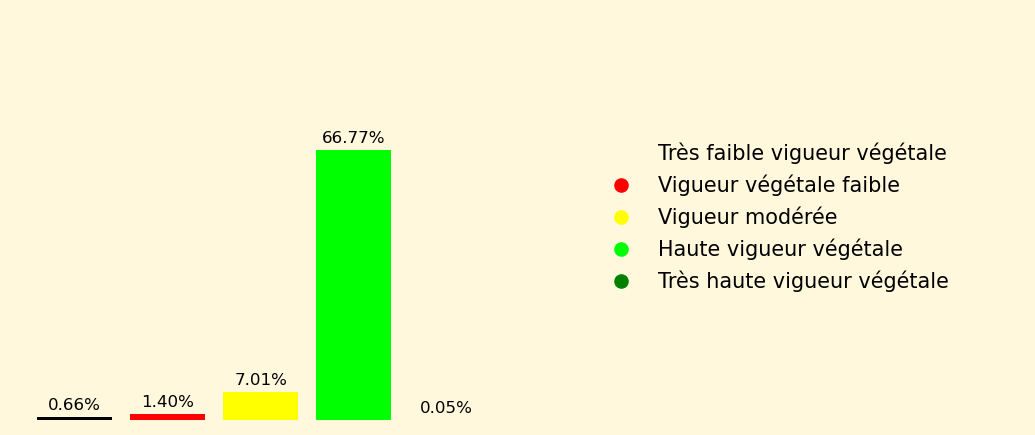 66.77%
7.01%
1.40%
0.66%
0.05%
Très faible vigueur végétale
Vigueur végétale faible
Vigueur modérée
Haute vigueur végétale
Très haute vigueur végétale